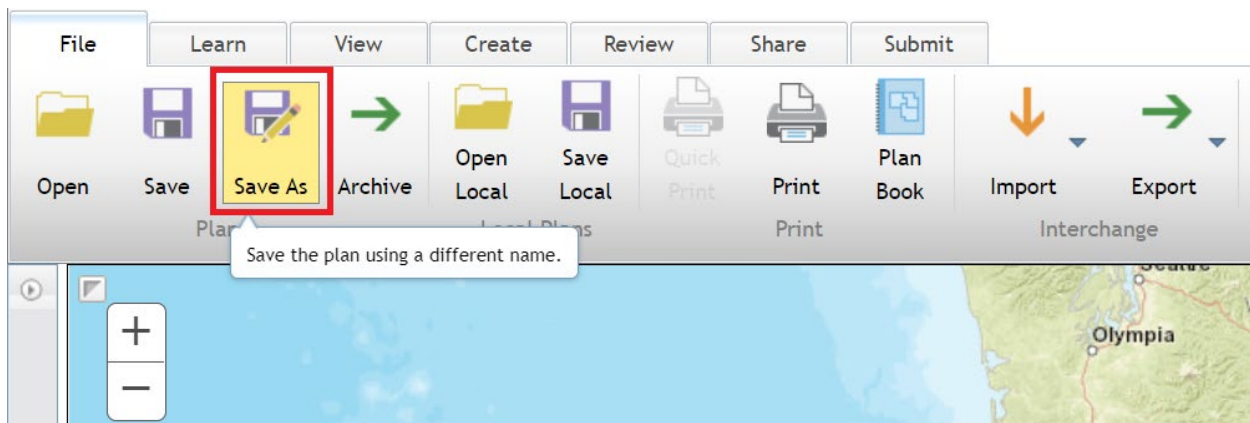 File Learn View Create Review Share Submit
Open Save Save As Archive Open Local Save Local Quick Print Print Plan Book Import Export
Print Interchange
Save the plan using a different name.
Olympia